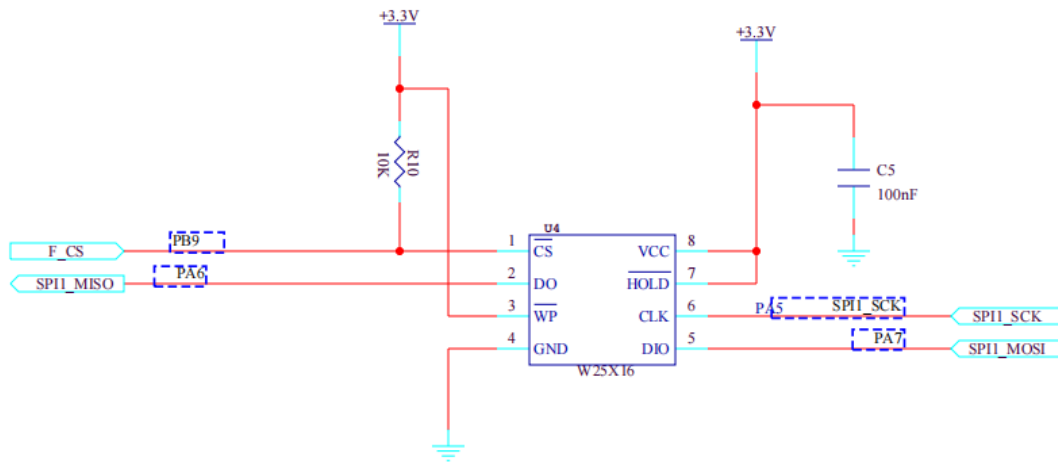 +3.3V
+3.3V
R10
10K
C5
100nF
U4
F_CS
PB9
1
CS
VCC
8
SPI1_MISO
PA6
2
DO
HOLD
7
3
WP
CLK
6
PA5
SPI1_SCK
SPI1_SCK
4
GND
DIO
5
PA7
SPI1_MOSI
W25X16